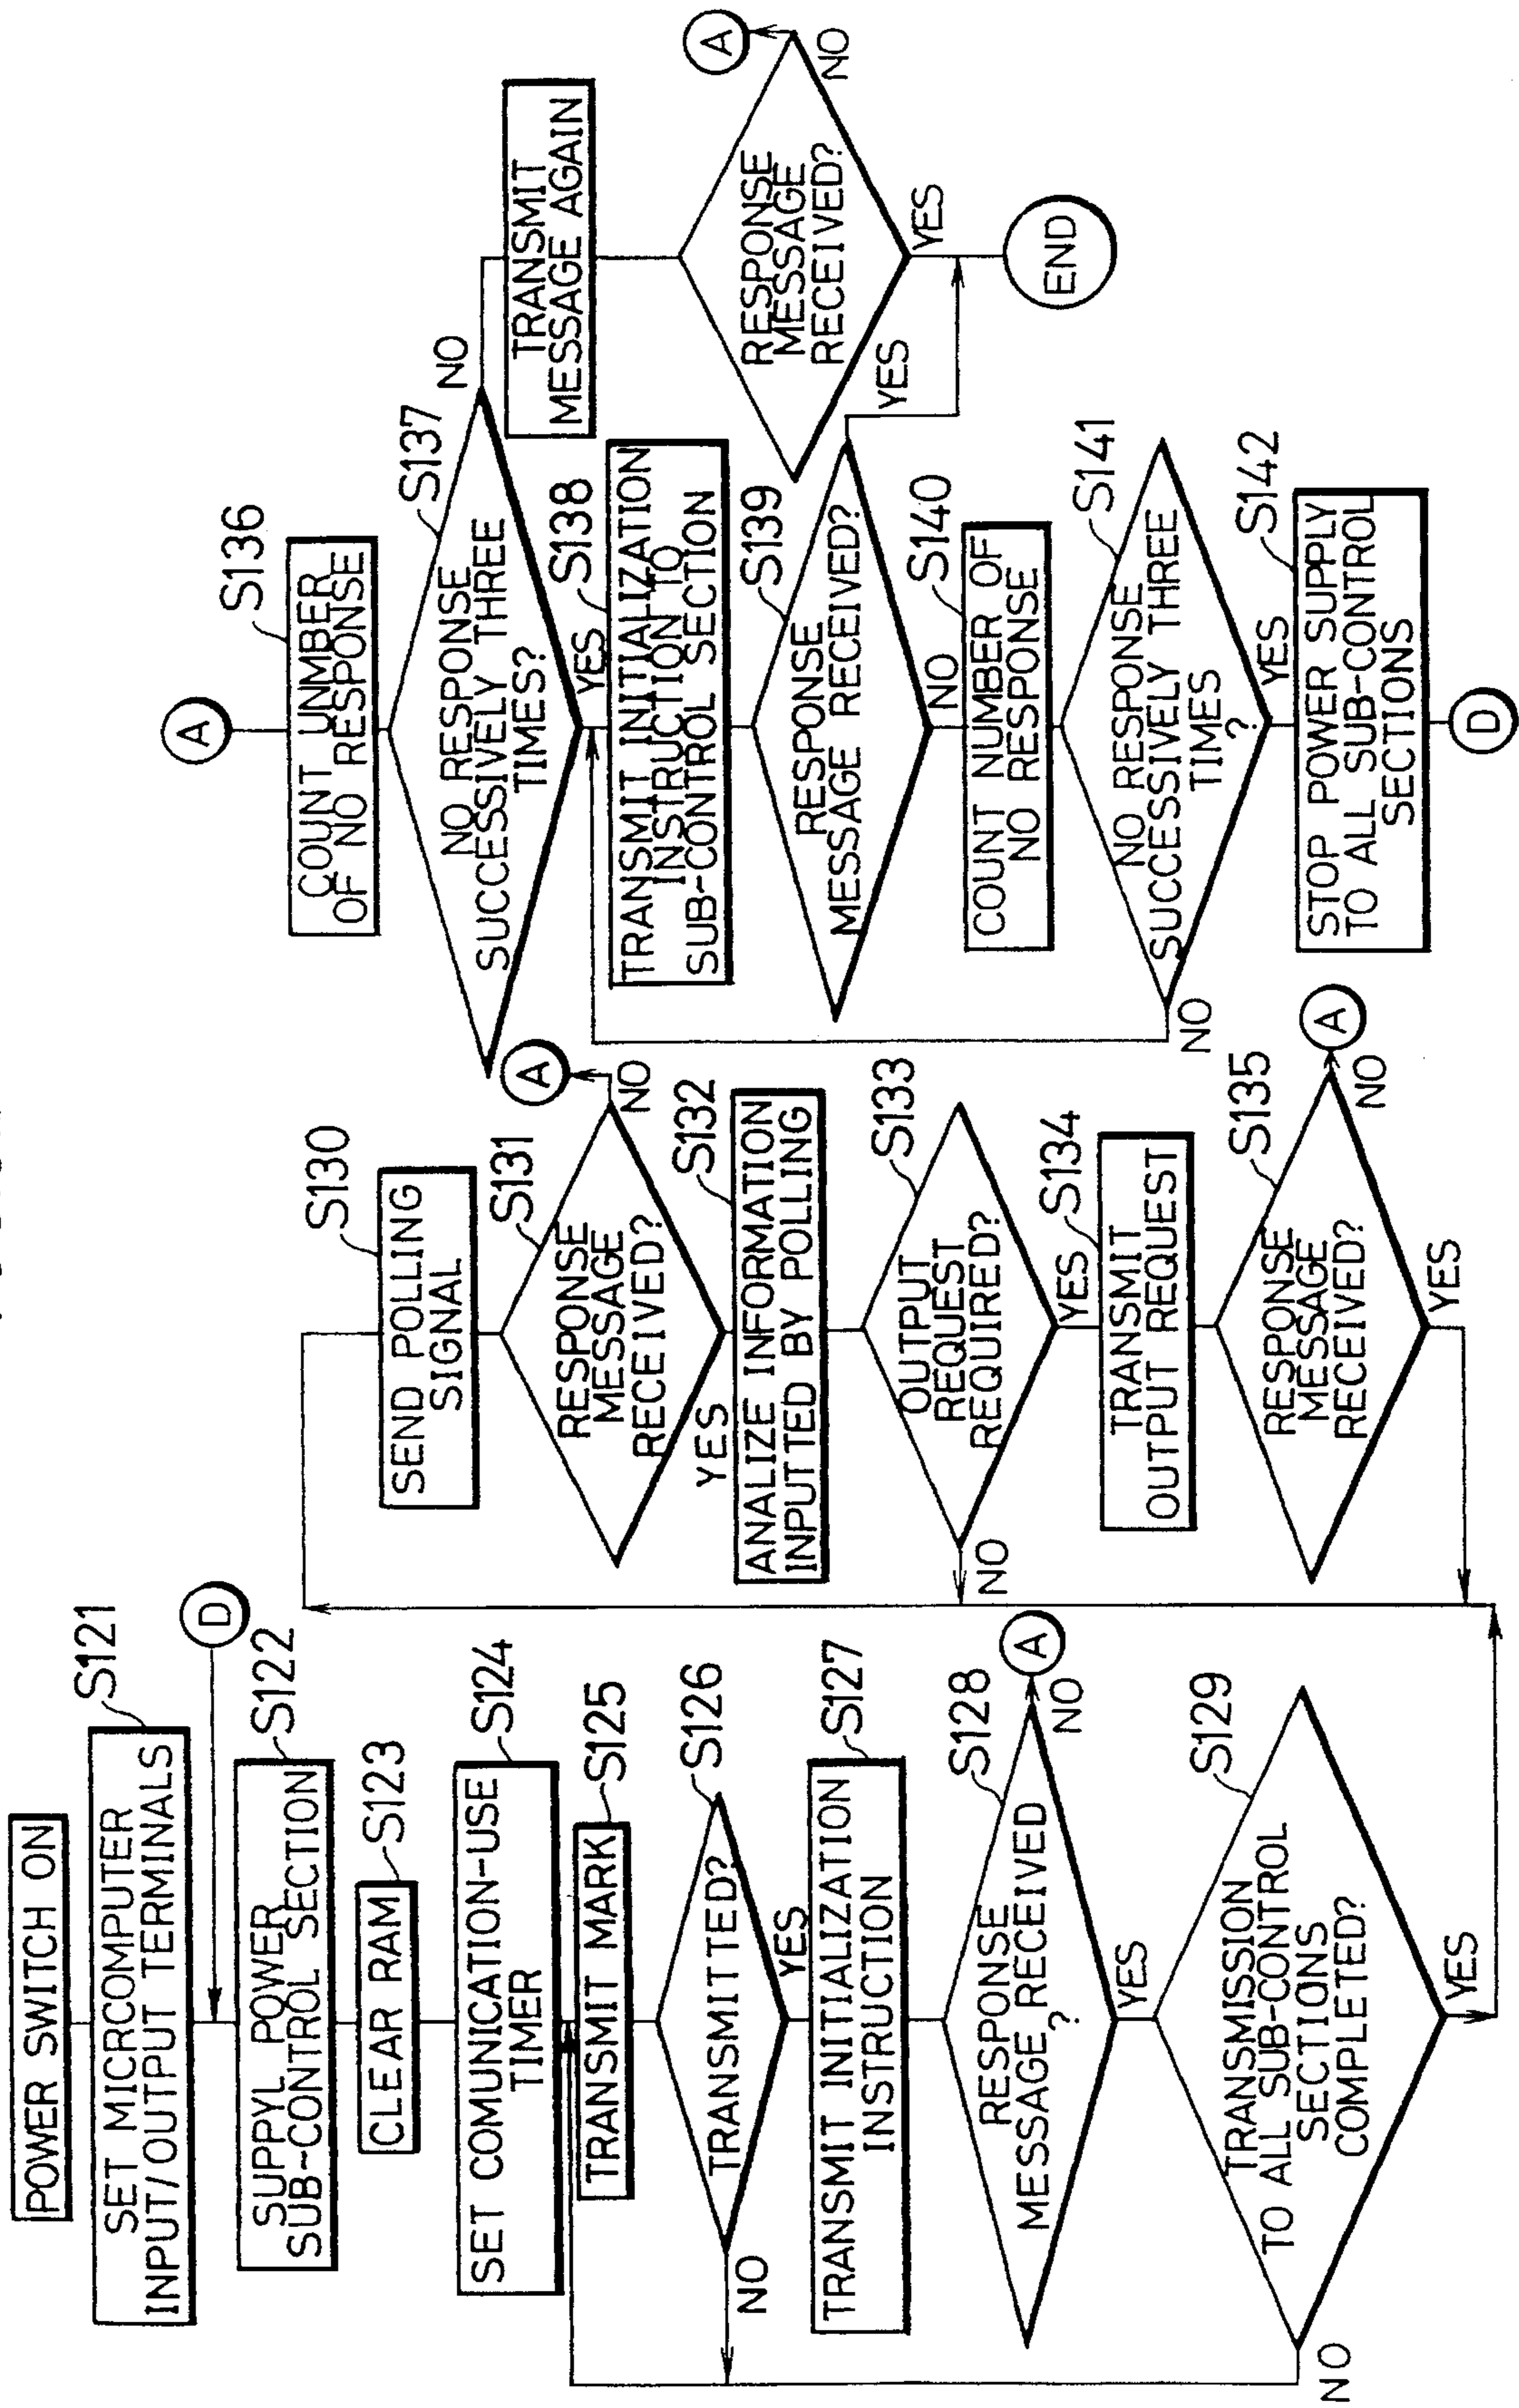 POWER SWITCH ON
S121
SET MICRCOMPUTER
INPUT/OUTPUT TERMINALS
D
S122
SUPPYL POWER
SUB-CONTROL SECTION
S123
CLEAR RAM
S124
SET COMUNICATION-USE
TIMER
S125
TRANSMIT MARK
S126
TRANSMITTED?
NO
YES
S127
TRANSMIT INITIALIZATION
INSTRUCTION
S128
RESPONSE
MESSAGE RECEIVED
?
NO
A
YES
S129
TRANSMISSION
TO ALL SUB-CONTROL
SECTIONS
COMPLETED?
NO
YES
S130
SEND POLLING
SIGNAL
S131
RESPONSE
MESSAGE
RECEIVED?
NO
A
YES
S132
ANALIZE INFORMATION
INPUTTED BY POLLING
S133
OUTPUT
REQUEST
REQUIRED?
NO
YES
S134
TRANSMIT
OUTPUT REQUEST
S135
RESPONSE
MESSAGE
RECEIVED?
NO
A
YES
A
S136
COUNT UNMBER
OF NO RESPONSE
S137
NO RESPONSE
SUCCESSIVELY THREE
TIMES?
NO
YES
S138
TRANSMIT INITIALIZATION
INSTRUCTION TO
SUB-CONTROL SECTION
S139
RESPONSE
MESSAGE RECEIVED?
YES
NO
S140
COUNT NUMBER OF
NO RESPONSE
S141
NO RESPONSE
SUCCESSIVELY THREE
TIMES
?
NO
YES
S142
STOP POWER SUPPLY
TO ALL SUB-CONTROL
SECTIONS
D
TRANSMIT
MESSAGE AGAIN
RESPONSE
MESSAGE
RECEIVED?
NO
A
YES
END